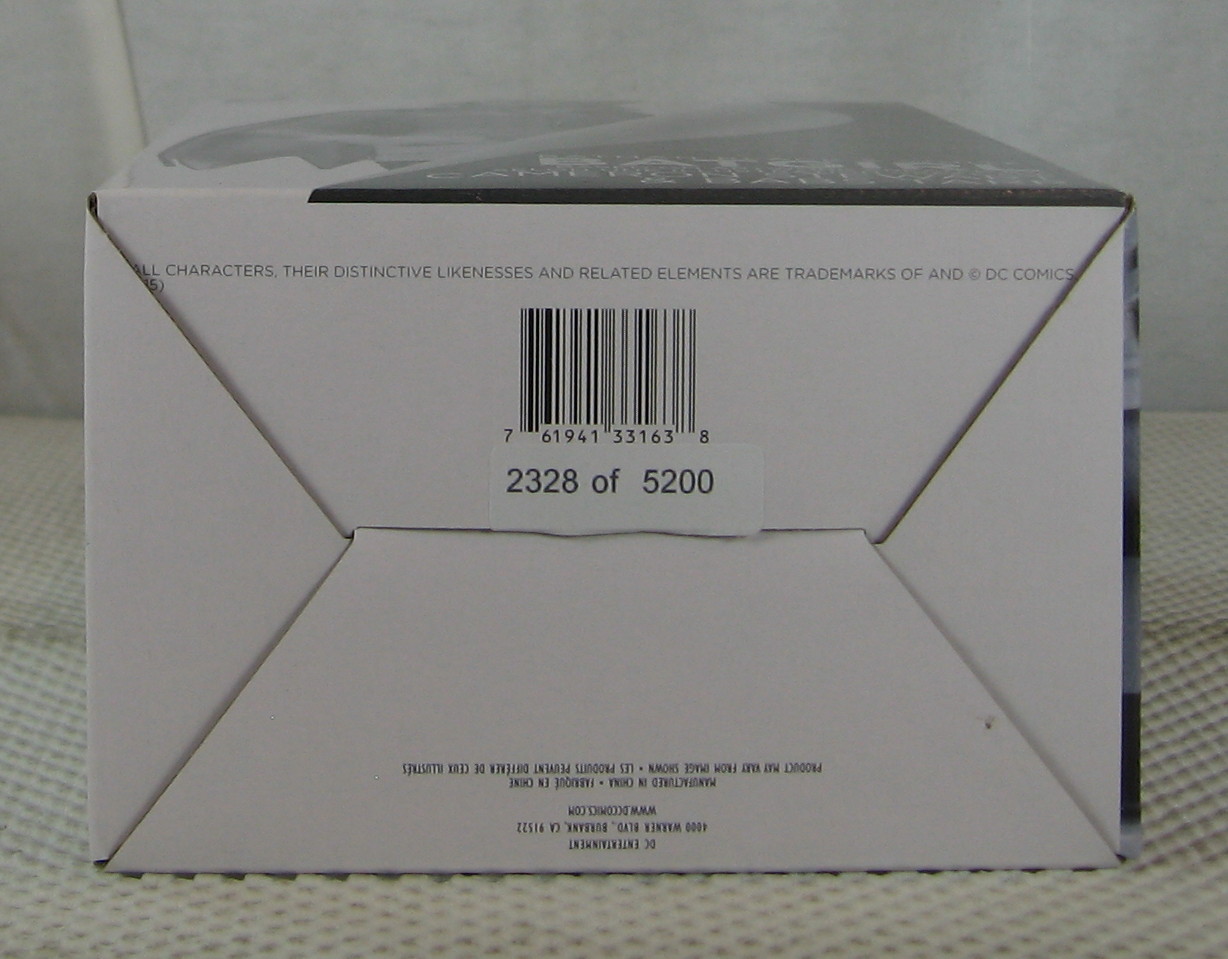 BATGIRL
ALL CHARACTERS, THEIR DISTINCTIVE LIKENESSES AND RELATED ELEMENTS ARE TRADEMARKS OF AND © DC COMICS.
7 61941 33163 8
2328 of 5200
DC ENTERTAINMENT
4000 WARNER BLVD., BURBANK, CA 91522
WWW.DCCOMICS.COM
MANUFACTURED IN CHINA • FABRIQUÉ EN CHINE
PRODUCT MAY VARY FROM IMAGE SHOWN • LES PRODUITS PEUVENT DIFFÉRER DE CEUX ILLUSTRÉS